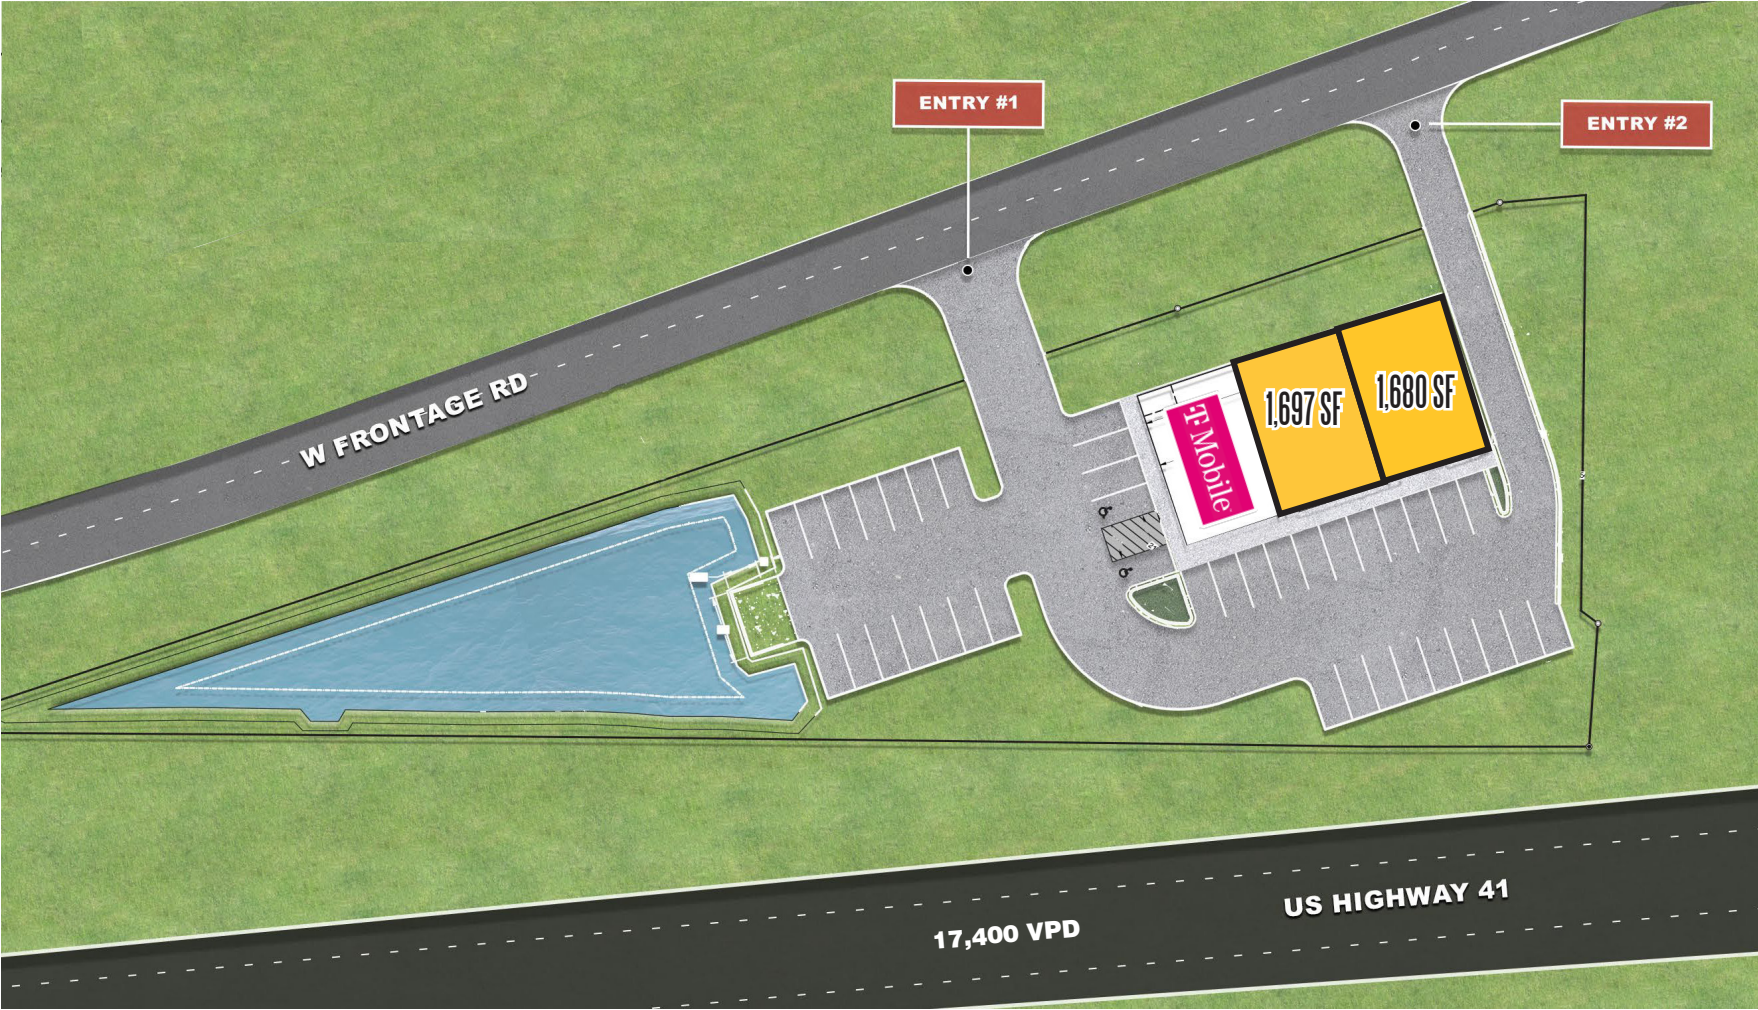 ENTRY #1
ENTRY #2
W FRONTAGE RD
T Mobile
1,697 SF
1,680 SF
US HIGHWAY 41
17,400 VPD